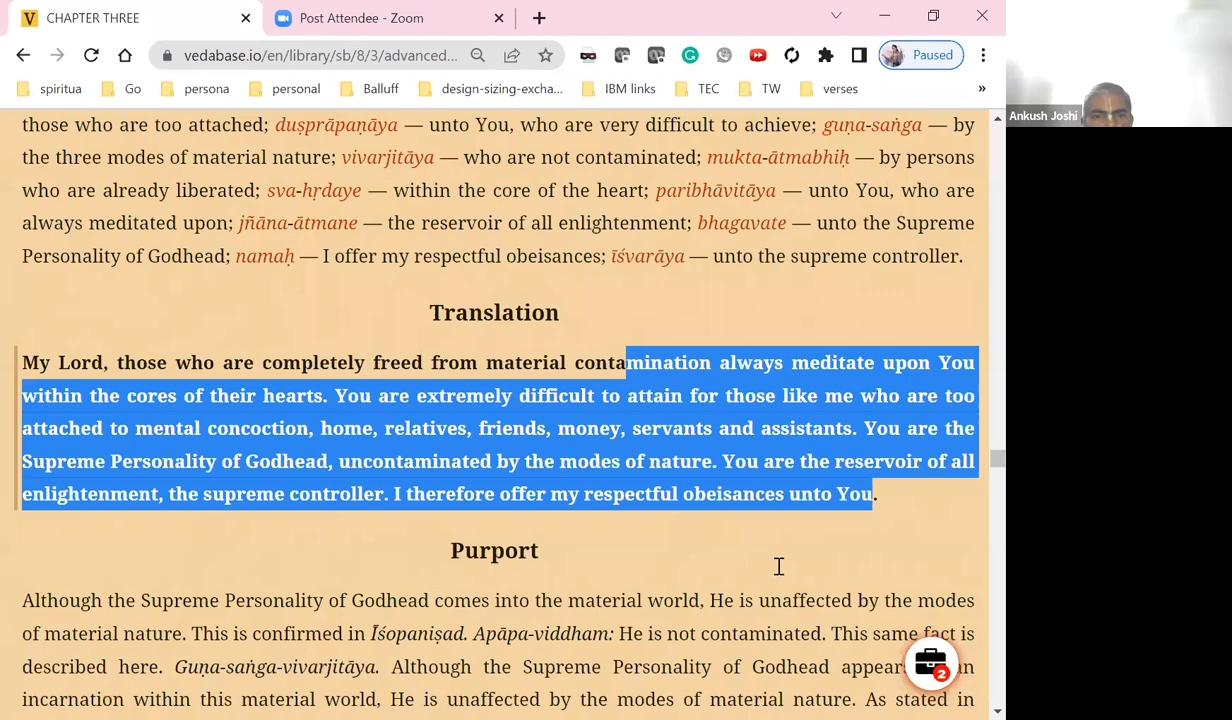 CHAPTER THREE
Post Attendee - Zoom
vedabase.io/en/library/sb/8/3/advanced...
Paused
spiritua
Go
persona
personal
Balluff
design-sizing-excha...
IBM links
TEC
TW
verses
»
those who are too attached; duṣprāpaṇāya — unto You, who are very difficult to achieve; guṇa-saṅga — by
the three modes of material nature; vivarjitāya — who are not contaminated; mukta-ātmabhiḥ — by persons
who are already liberated; sva-hṛdaye — within the core of the heart; paribhāvitāya — unto You, who are
always meditated upon; jñāna-ātmane — the reservoir of all enlightenment; bhagavate — unto the Supreme
Personality of Godhead; namaḥ — I offer my respectful obeisances; īśvarāya — unto the supreme controller.
Translation
My Lord, those who are completely freed from material contamination always meditate upon You
within the cores of their hearts. You are extremely difficult to attain for those like me who are too
attached to mental concoction, home, relatives, friends, money, servants and assistants. You are the
Supreme Personality of Godhead, uncontaminated by the modes of nature. You are the reservoir of all
enlightenment, the supreme controller. I therefore offer my respectful obeisances unto You.
Purport
Although the Supreme Personality of Godhead comes into the material world, He is unaffected by the modes
of material nature. This is confirmed in Īśopaniṣad. Apāpa-viddham: He is not contaminated. This same fact is
described here. Guṇa-saṅga-vivarjitāya. Although the Supreme Personality of Godhead appear n
incarnation within this material world, He is unaffected by the modes of material nature. As stated in
2
Ankush Joshi